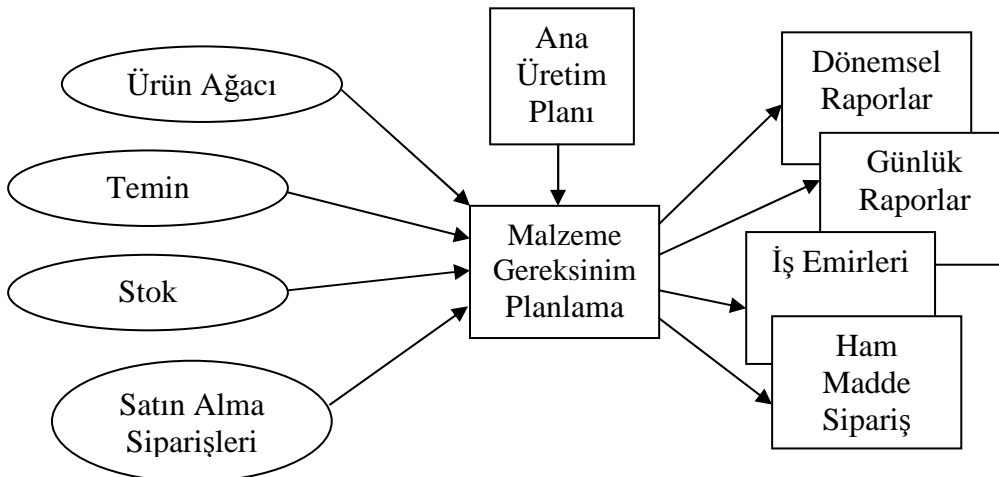 Ürün Ağacı
Temin
Stok
Satın Alma
Siparişleri
Ana
Üretim
Planı
Malzeme
Gereksinim
Planlama
Dönemsel
Raporlar
Günlük
Raporlar
İş Emirleri
Ham
Madde
Sipariş